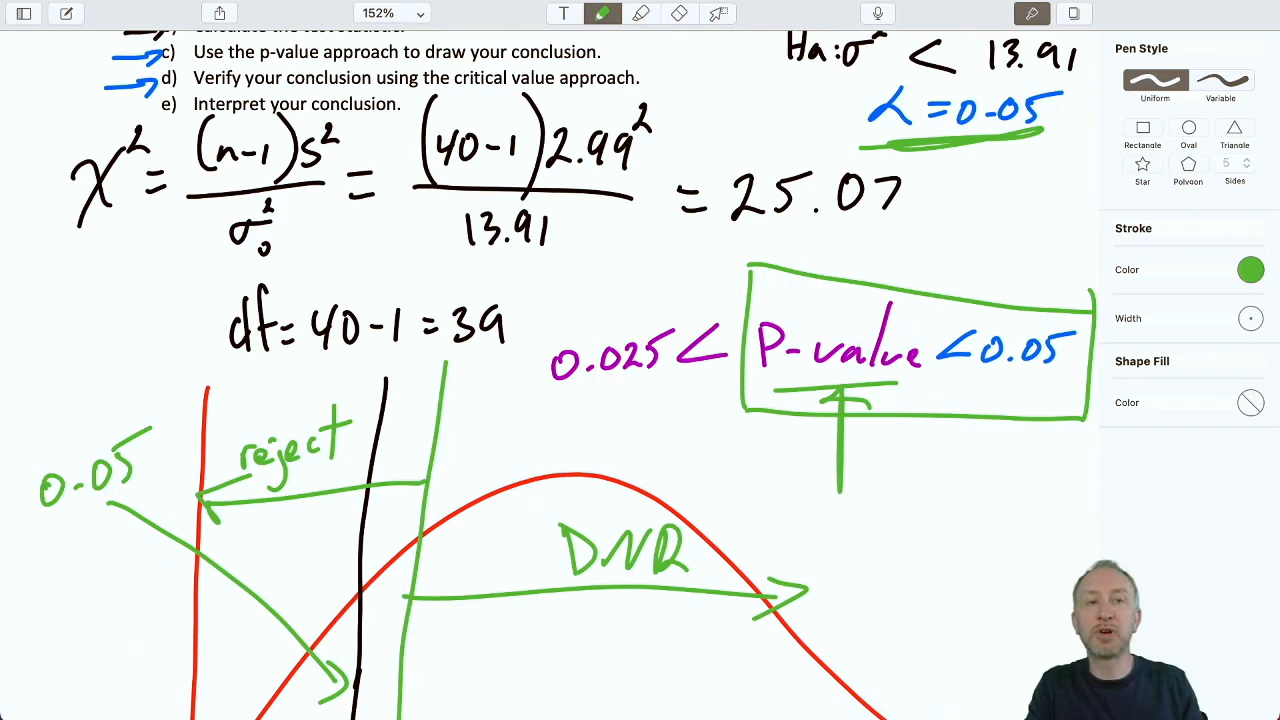 152%
T
c) Use the p-value approach to draw your conclusion.
d) Verify your conclusion using the critical value approach.
e) Interpret your conclusion.
Ha: σ² < 13.91
α = 0.05
χ² = (n-1)s² / σ₀² = (40-1)2.99² / 13.91 = 25.07
df = 40-1 = 39
0.025 < P-value < 0.05
0.05
reject
DNR
Pen Style
Uniform Variable
Rectangle Oval Triangle
5
Star Polygon Sides
Stroke
Color
Width
Shape Fill
Color